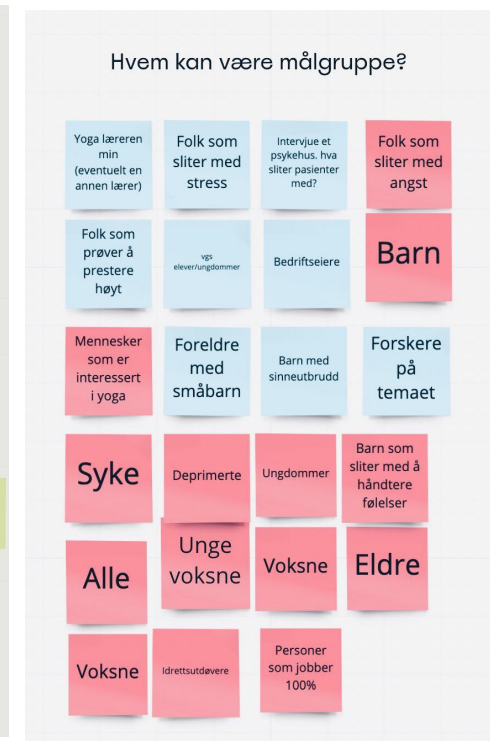 Hvem kan være målgruppe?
Yoga læreren
min
(eventuelt en
annen lærer)
Folk som
sliter med
stress
Intervjue et
psykehus. hva
sliter pasienter
med?
Folk som
sliter med
angst
Folk som
prøver å
prestere
høyt
vgs
elever/ungdommer
Bedriftseiere
Barn
Mennesker
som er
interessert
i yoga
Foreldre
med
småbarn
Barn med
sinneutbrudd
Forskere
på
temaet
Syke
Deprimerte
Ungdommer
Barn som
sliter med å
håndtere
følelser
Alle
Unge
voksne
Voksne
Eldre
Voksne
Idrettsutdøvere
Personer
som jobber
100%